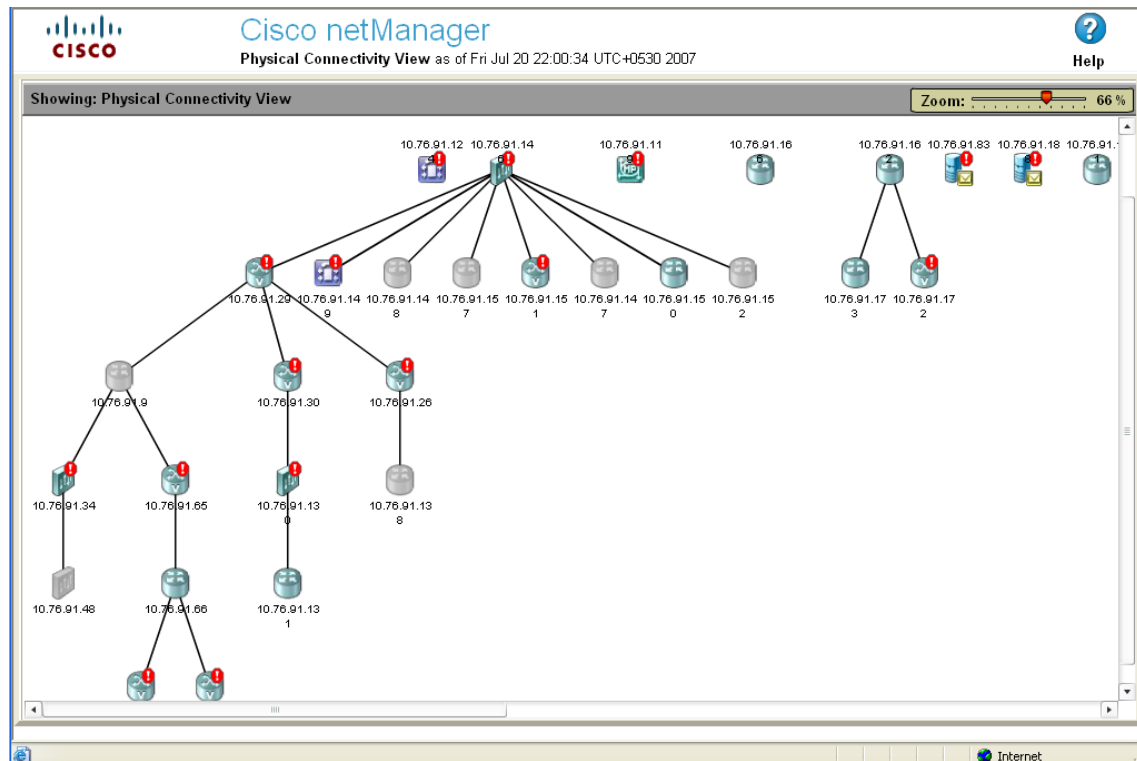 CISCO
Cisco netManager
Physical Connectivity View as of Fri Jul 20 22:00:34 UTC+0530 2007
Help
Showing: Physical Connectivity View
Zoom: 66 %
10.76.91.12 10.76.91.14 10.76.91.11 10.76.91.16 10.76.91.16 10.76.91.83 10.76.91.18 10.76.91.
6 2 1
10.76.91.29 10.76.91.14 10.76.91.14 10.76.91.15 10.76.91.15 10.76.91.14 10.76.91.15 10.76.91.15 10.76.91.17 10.76.91.17
9 8 7 1 7 0 2 3 2
10.76.91.9 10.76.91.30 10.76.91.26
10.76.91.34 10.76.91.65 10.76.91.13 10.76.91.13
0 8
10.76.91.48 10.76.91.66 10.76.91.13
1
Internet